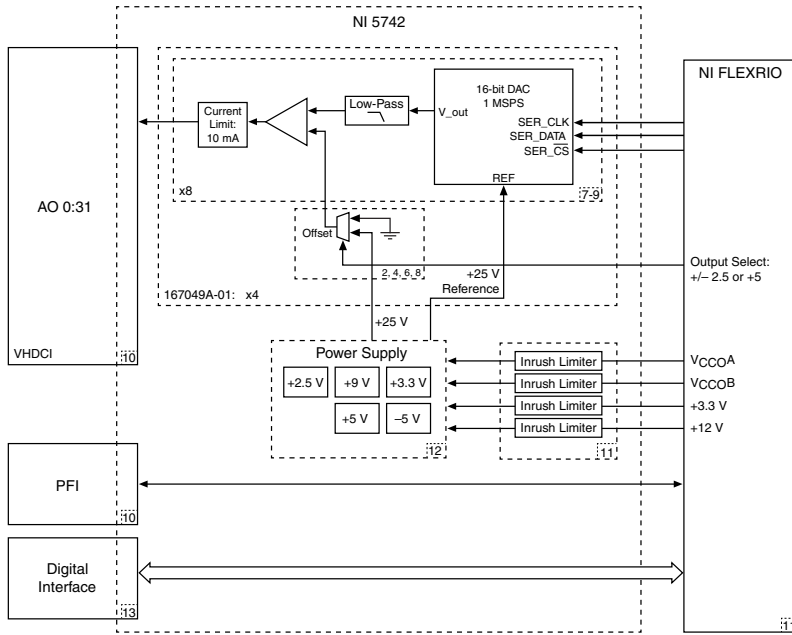 NI 5742
NI FLEXRIO
16-bit DAC
1 MSPS
V_out
SER_CLK
SER_DATA
SER_CS
REF
Low-Pass
Current
Limit:
10 mA
x8
7-9
AO 0:31
VHDCI
10
Offset
2, 4, 6, 8
+25 V
Reference
Output Select:
+/– 2.5 or +5
167049A-01: x4
+25 V
Power Supply
+2.5 V
+9 V
+3.3 V
+5 V
–5 V
12
Inrush Limiter
Inrush Limiter
Inrush Limiter
Inrush Limiter
11
VCCOA
VCCOB
+3.3 V
+12 V
PFI
10
Digital
Interface
13